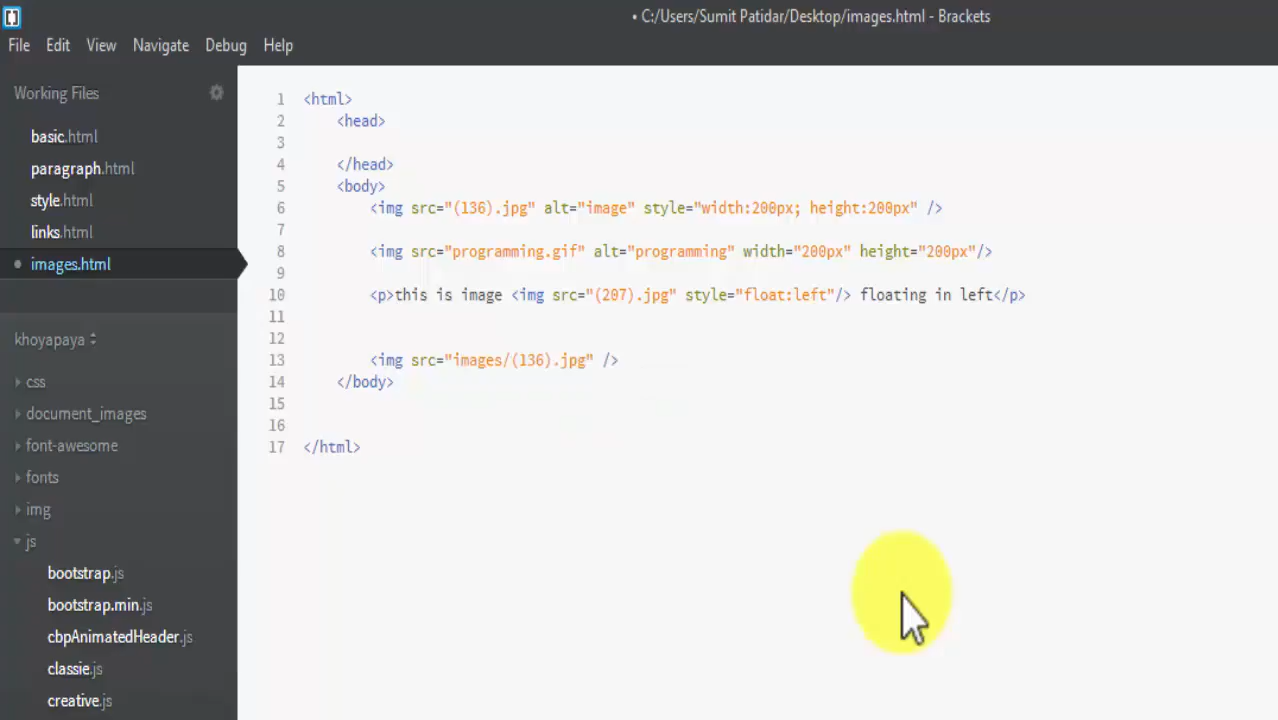 • C:/Users/Sumit Patidar/Desktop/images.html - Brackets
File Edit View Navigate Debug Help
Working Files
basic.html
paragraph.html
style.html
links.html
images.html
khoyapaya
css
document_images
font-awesome
fonts
img
js
bootstrap.js
bootstrap.min.js
cbpAnimatedHeader.js
classie.js
creative.js
1 <html>
2 <head>
3
4 </head>
5 <body>
6 <img src="(136).jpg" alt="image" style="width:200px; height:200px" />
7
8 <img src="programming.gif" alt="programming" width="200px" height="200px"/>
9
10 <p>this is image <img src="(207).jpg" style="float:left"/> floating in left</p>
11
12
13 <img src="images/(136).jpg" />
14 </body>
15
16
17 </html>